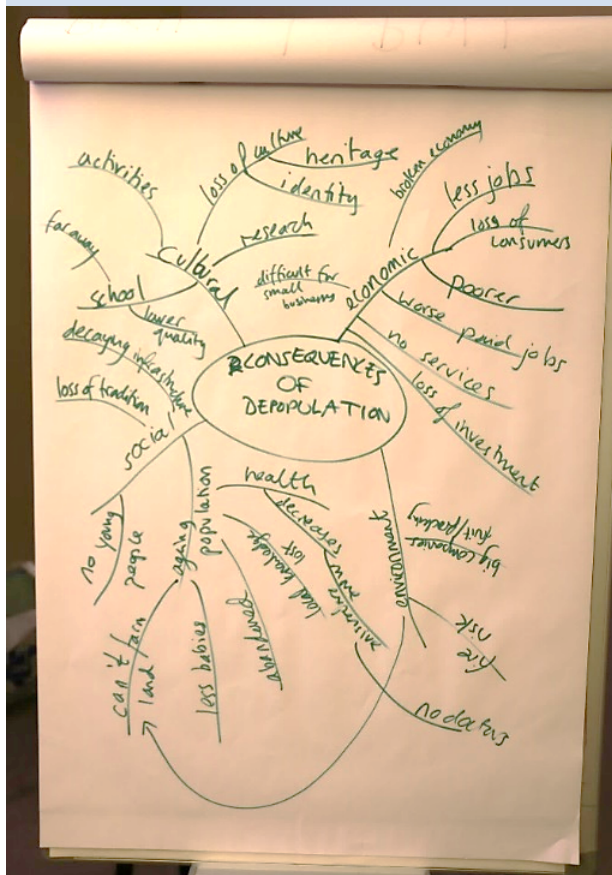 activities
loss of culture
heritage
identity
research
cultural
far away
school
lower
quality
broken economy
less jobs
loss of
consumers
economic
poorer
worse paid jobs
no services
loss of investment
difficult for
small
business
CONSEQUENCES
OF
DEPOPULATION
decaying infrastructure
loss of tradition
social
no young
people
ageing
population
health
decreases
local knowledge
lost
abandoned
less babies
can't farm
land
environment
big companies
fruit/packing
fire
risk
no doctors